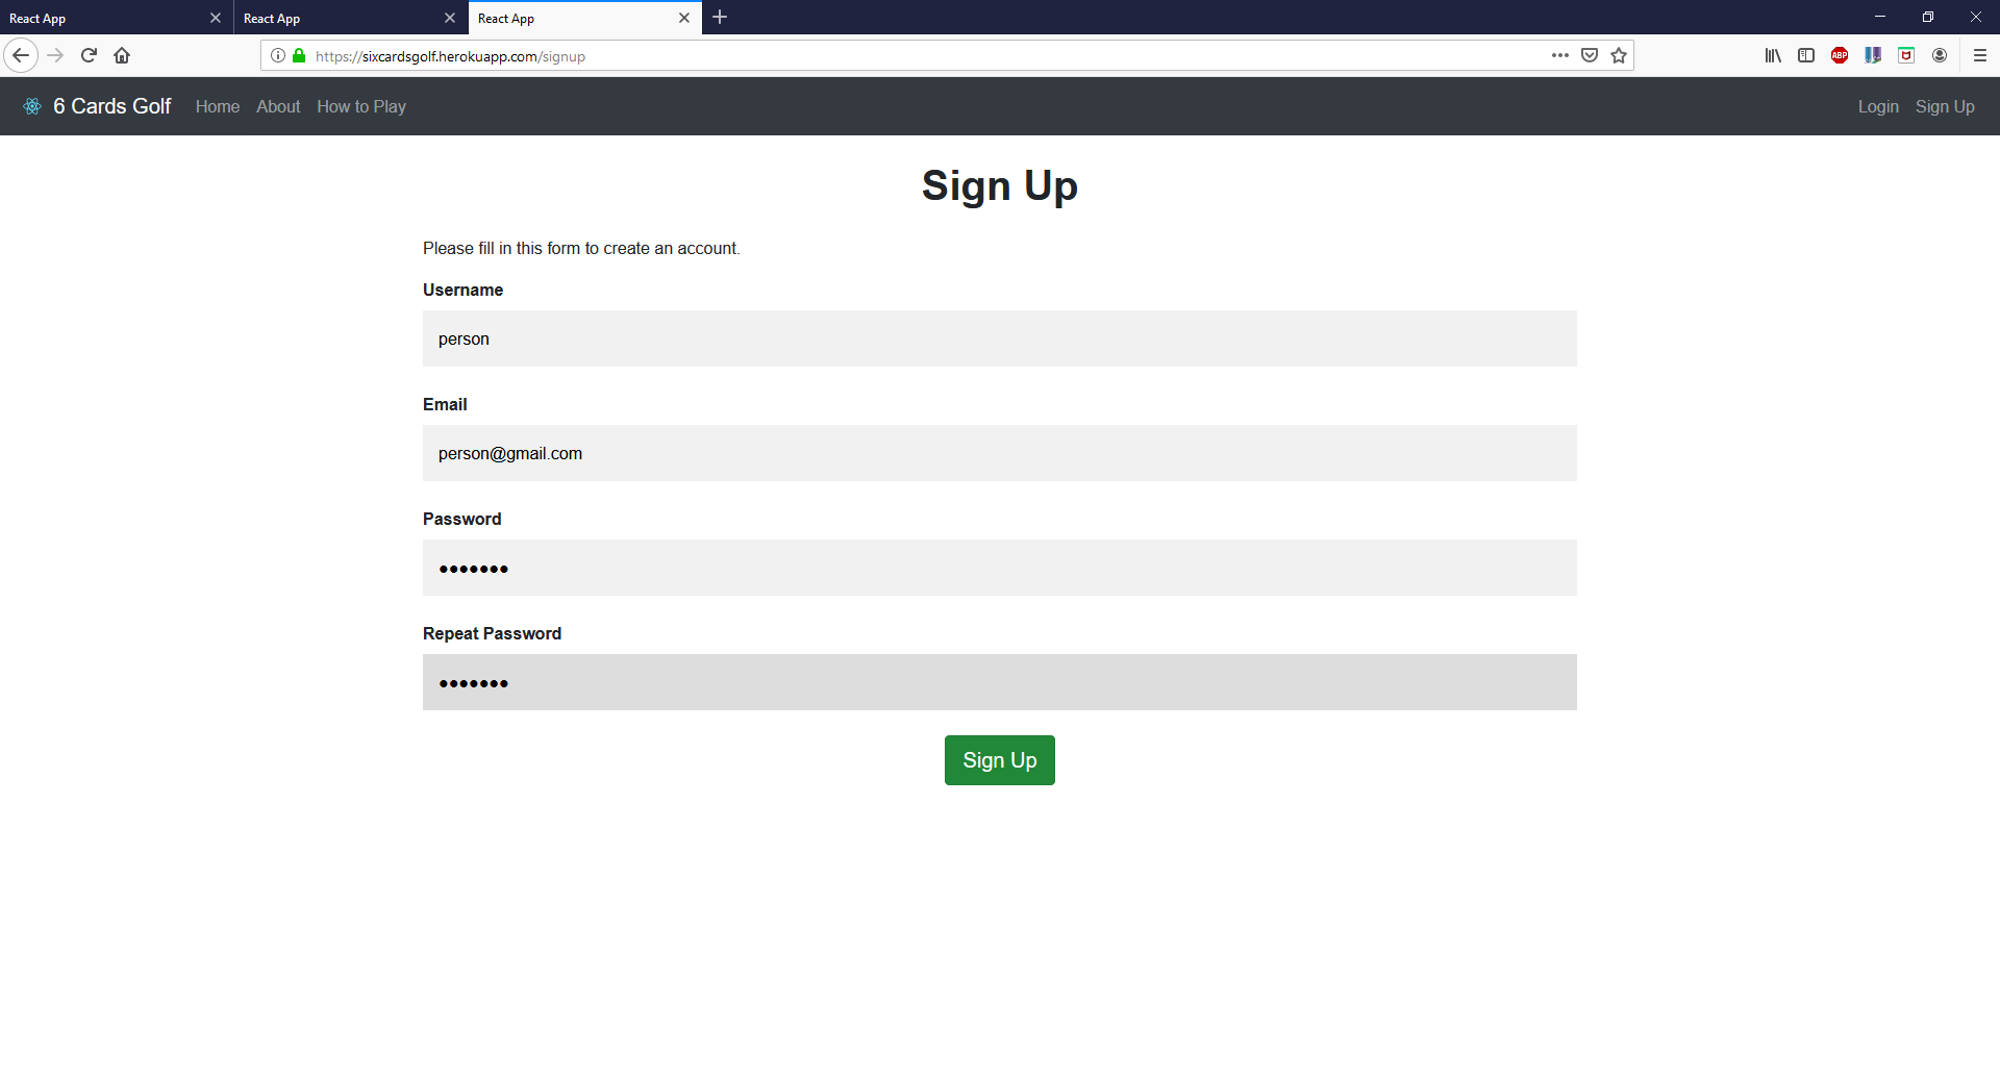 React App
React App
React App
https://sixcardsgolf.herokuapp.com/signup
ABP
6 Cards Golf
Home
About
How to Play
Login
Sign Up
Sign Up
Please fill in this form to create an account.
Username
person
Email
person@gmail.com
Password
•••••••
Repeat Password
•••••••
Sign Up